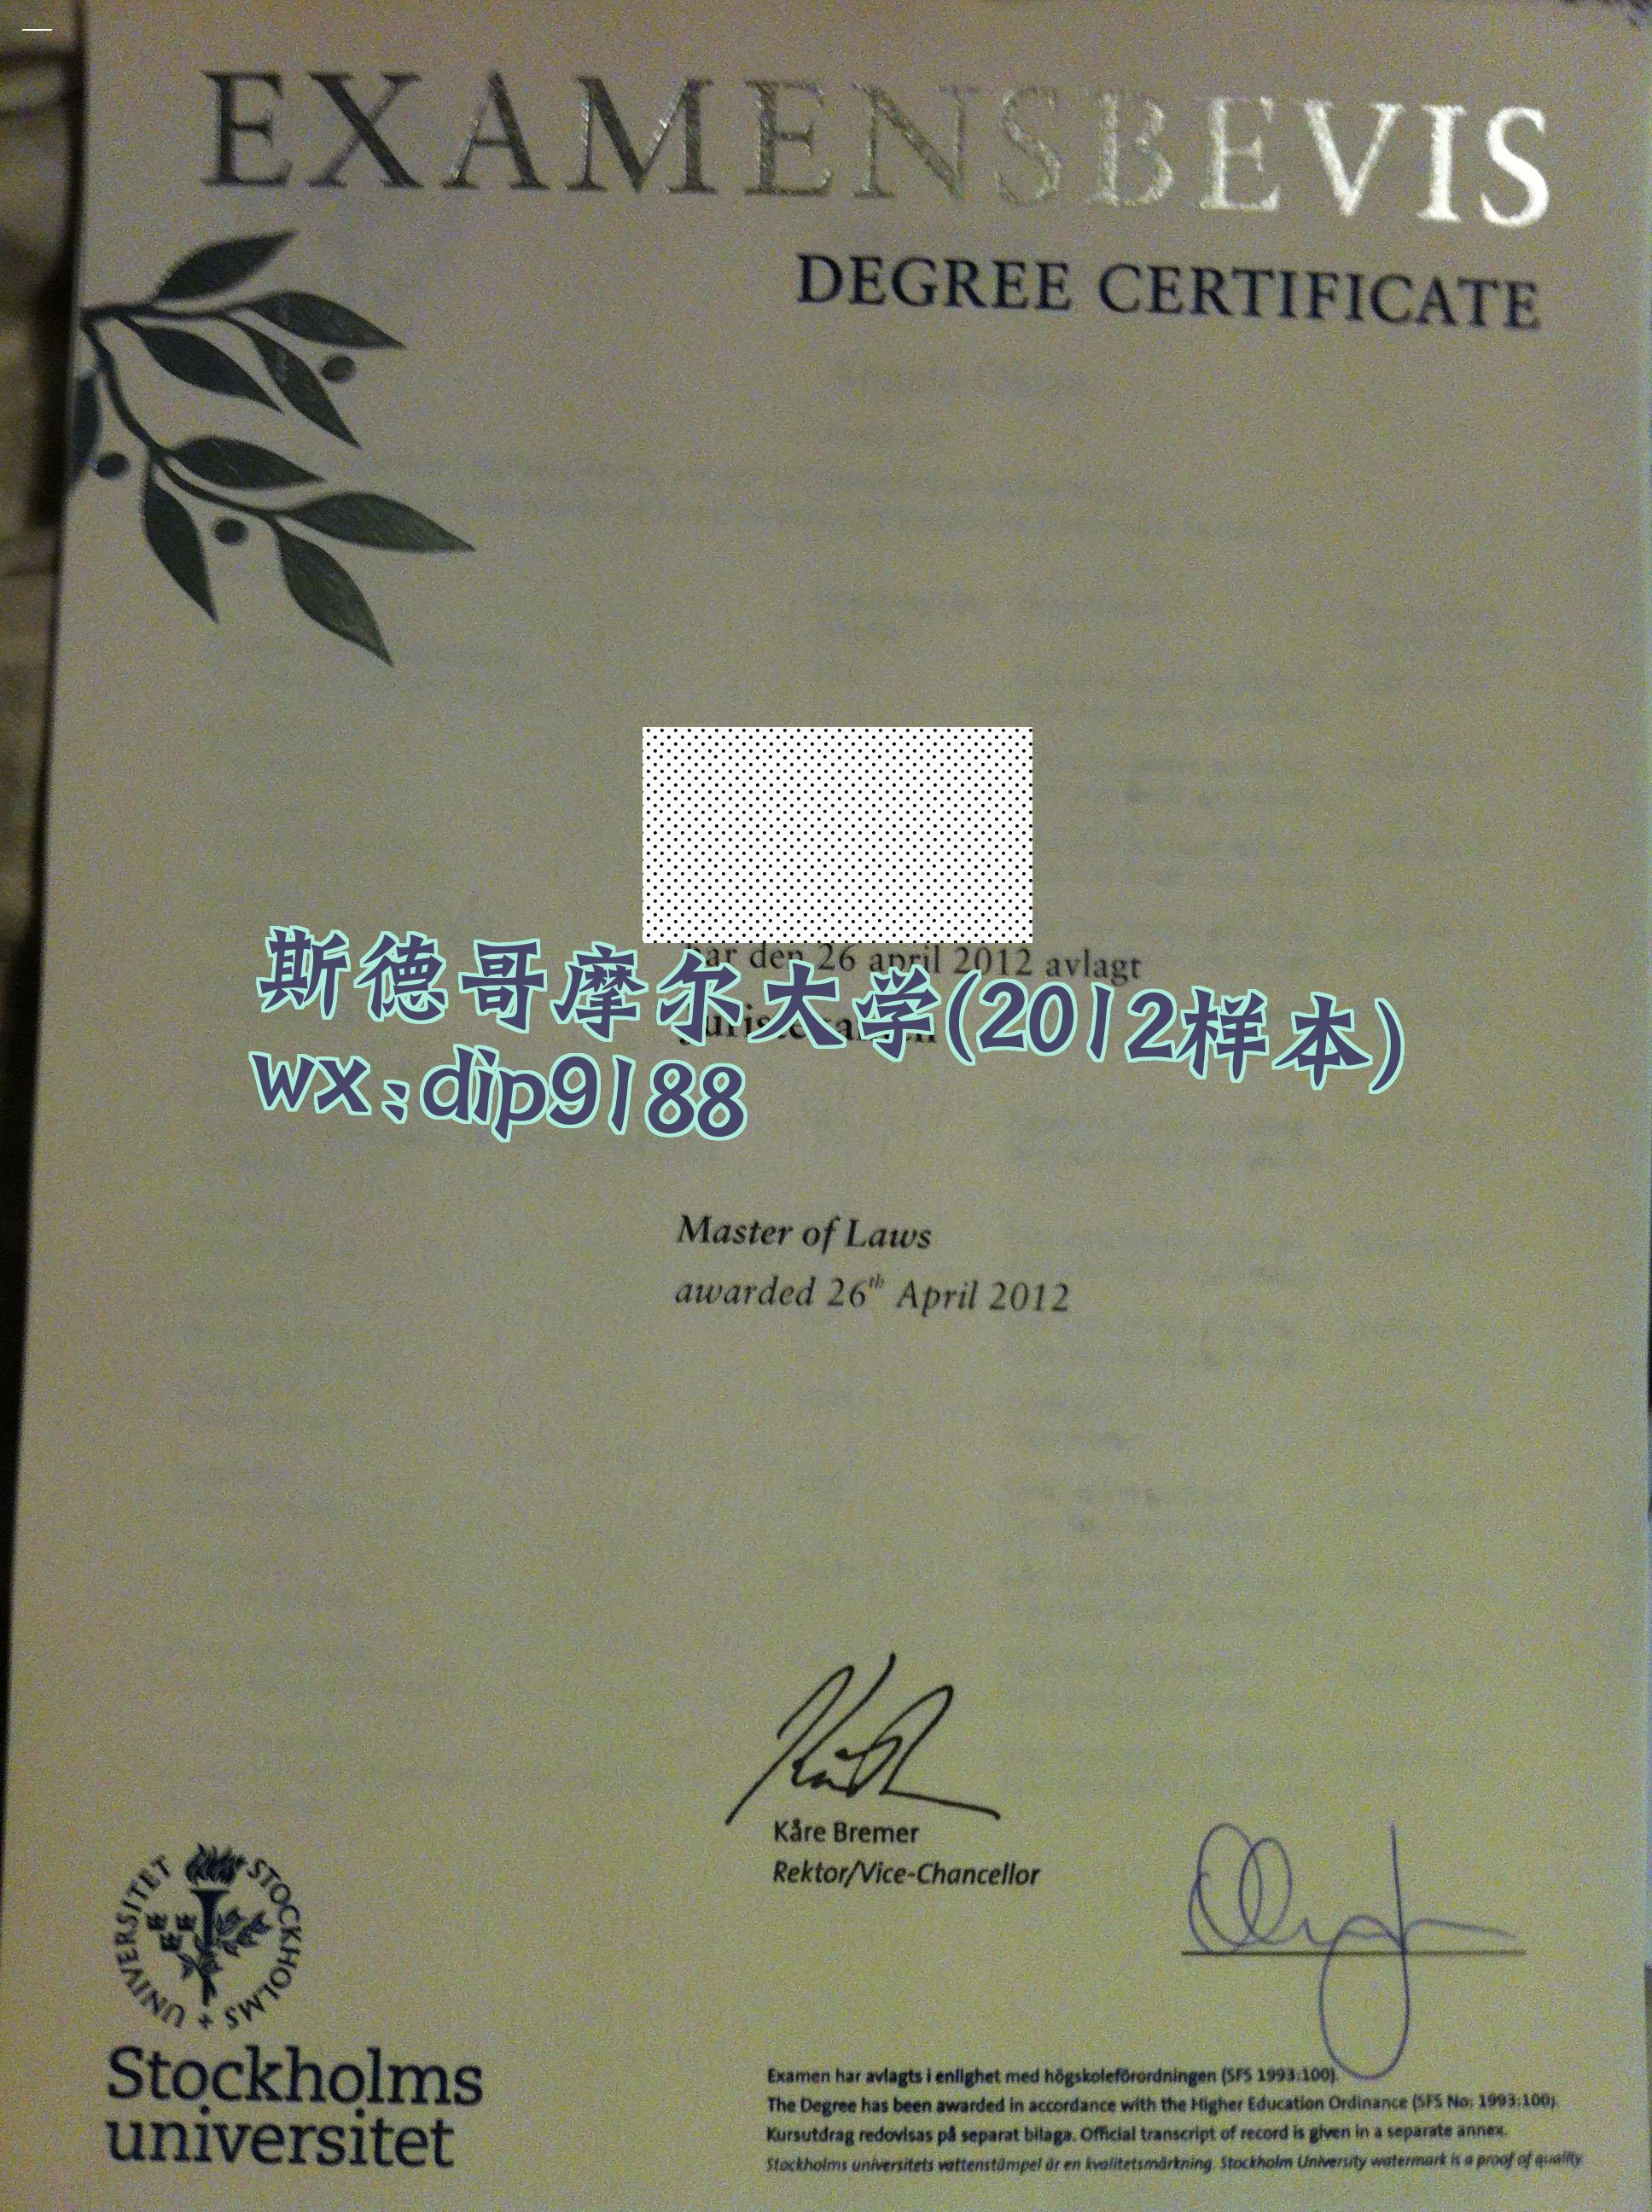 EXAMENSBEVIS
DEGREE CERTIFICATE
har den 26 april 2012 avlagt
斯德哥摩尔大学(2012样本)
wx:dip9188
Master of Laws
awarded 26th April 2012
Kåre Bremer
Rektor/Vice-Chancellor
UNIVERSITET + STOCKHOLMS
Stockholms
universitet
Examen har avlagts i enlighet med högskoleförordningen (SFS 1993:100).
The Degree has been awarded in accordance with the Higher Education Ordinance (SFS No: 1993:100).
Kursutdrag redovisas på separat bilaga. Official transcript of record is given in a separate annex.
Stockholms universitets vattenstämpel är en kvalitetsmärkning. Stockholm University watermark is a proof of quality.